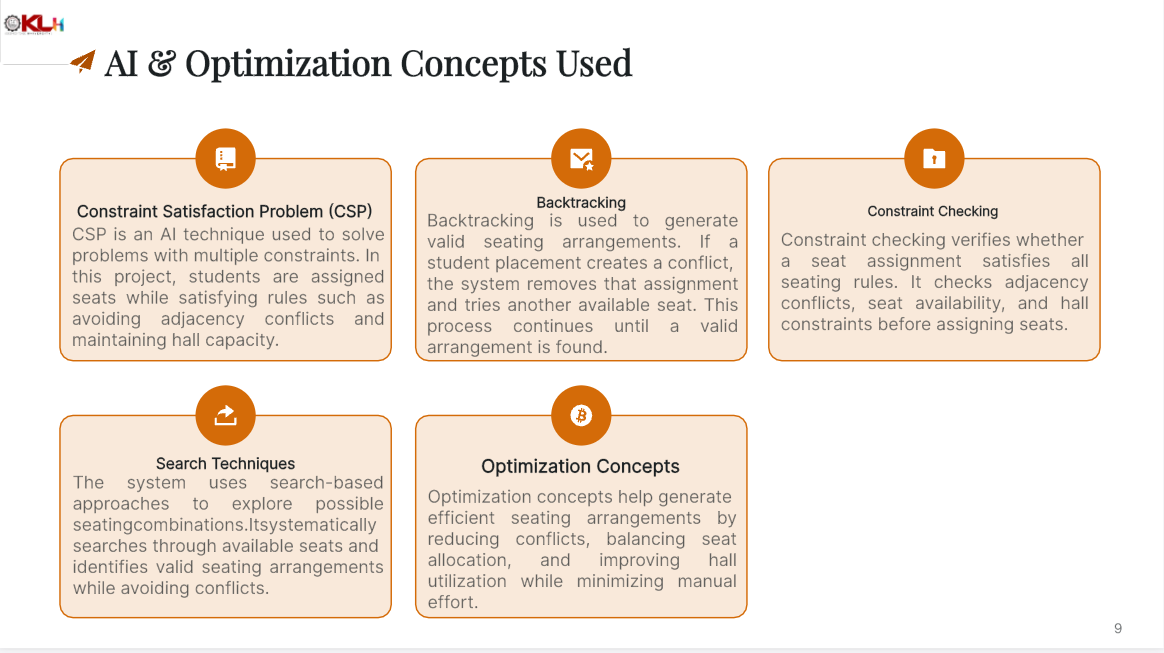 KLH
AI & Optimization Concepts Used
Constraint Satisfaction Problem (CSP)
CSP is an AI technique used to solve
problems with multiple constraints. In
this project, students are assigned
seats while satisfying rules such as
avoiding adjacency conflicts and
maintaining hall capacity.
Backtracking
Backtracking is used to generate
valid seating arrangements. If a
student placement creates a conflict,
the system removes that assignment
and tries another available seat. This
process continues until a valid
arrangement is found.
Constraint Checking
Constraint checking verifies whether
a seat assignment satisfies all
seating rules. It checks adjacency
conflicts, seat availability, and hall
constraints before assigning seats.
Search Techniques
The system uses search-based
approaches to explore possible
seatingcombinations.Itsystematically
searches through available seats and
identifies valid seating arrangements
while avoiding conflicts.
Optimization Concepts
Optimization concepts help generate
efficient seating arrangements by
reducing conflicts, balancing seat
allocation, and improving hall
utilization while minimizing manual
effort.
9